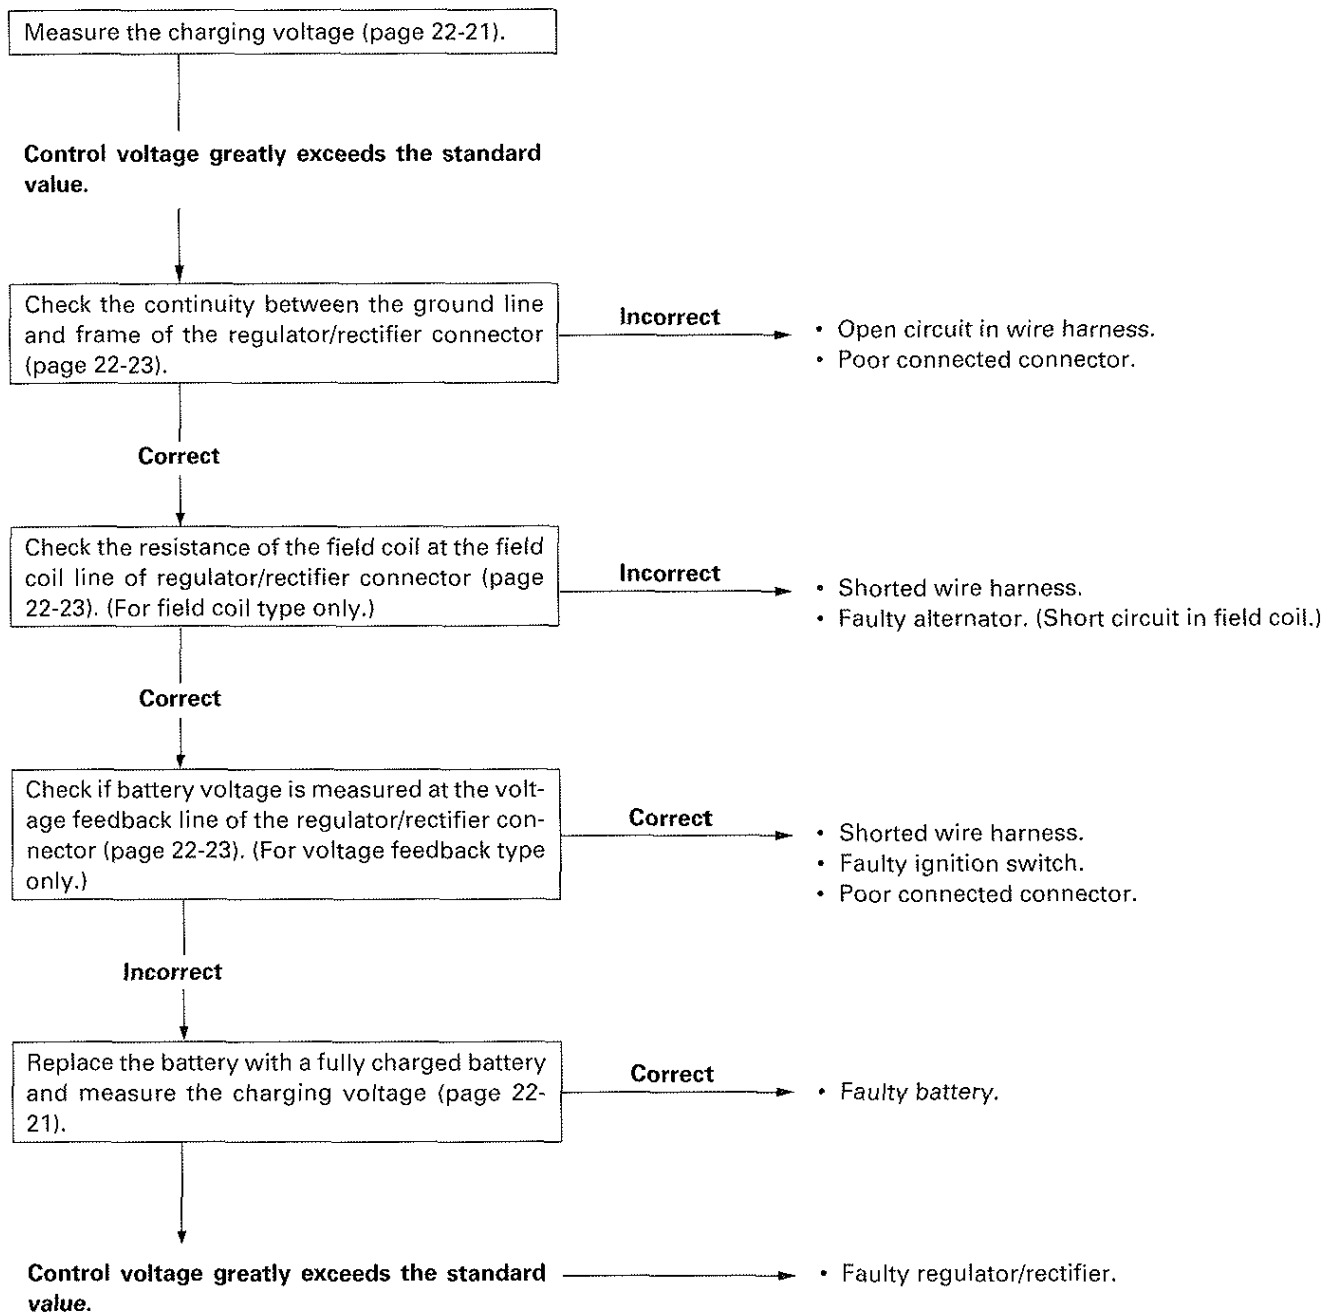 Measure the charging voltage (page 22-21).
Control voltage greatly exceeds the standard
value.
Check the continuity between the ground line
and frame of the regulator/rectifier connector
(page 22-23).
Incorrect
• Open circuit in wire harness.
• Poor connected connector.
Correct
Check the resistance of the field coil at the field
coil line of regulator/rectifier connector (page
22-23). (For field coil type only.)
Incorrect
• Shorted wire harness.
• Faulty alternator. (Short circuit in field coil.)
Correct
Check if battery voltage is measured at the volt-
age feedback line of the regulator/rectifier con-
nector (page 22-23). (For voltage feedback type
only.)
Correct
• Shorted wire harness.
• Faulty ignition switch.
• Poor connected connector.
Incorrect
Replace the battery with a fully charged battery
and measure the charging voltage (page 22-
21).
Correct
• Faulty battery.
Control voltage greatly exceeds the standard
value.
• Faulty regulator/rectifier.